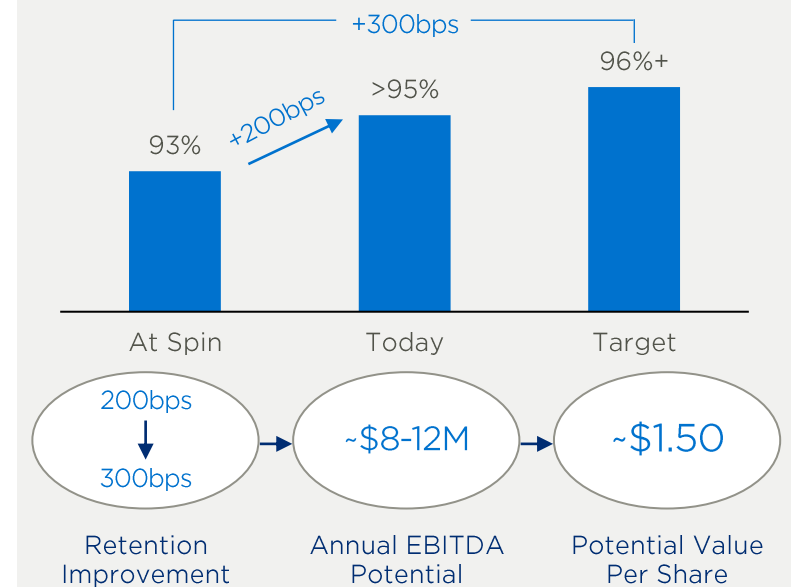 +300bps
96%+
>95%
+200bps
93%
At Spin
Today
Target
200bps
300bps
~$8-12M
~$1.50
Retention
Improvement
Annual EBITDA
Potential
Potential Value
Per Share